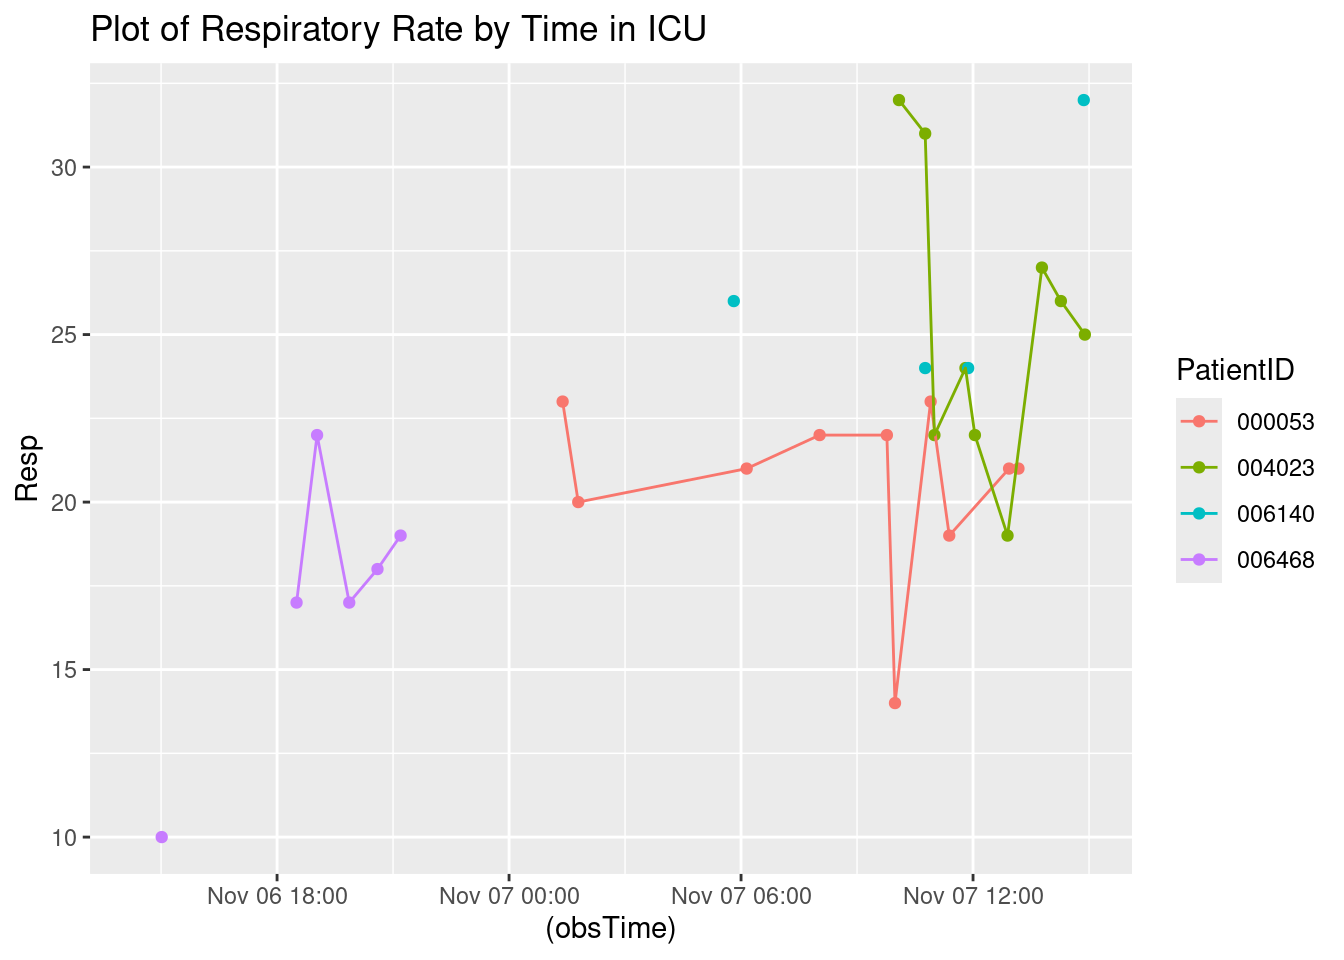 Plot of Respiratory Rate by Time in ICU
30
25
20
15
10
Resp
Nov 06 18:00 Nov 07 00:00 Nov 07 06:00 Nov 07 12:00
(obsTime)
PatientID
000053
004023
006140
006468